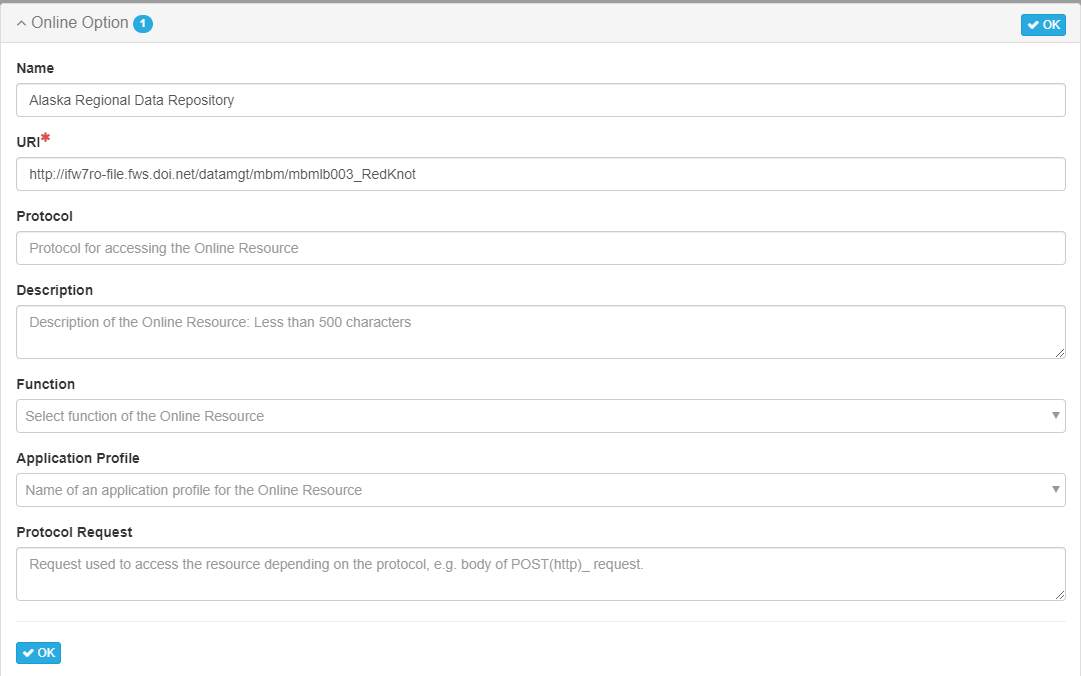 Online Option 1
OK
Name
Alaska Regional Data Repository
URI*
http://ifw7ro-file.fws.doi.net/datamgt/mbm/mbmlb003_RedKnot
Protocol
Protocol for accessing the Online Resource
Description
Description of the Online Resource: Less than 500 characters
Function
Select function of the Online Resource
Application Profile
Name of an application profile for the Online Resource
Protocol Request
Request used to access the resource depending on the protocol, e.g. body of POST(http)_ request.
OK